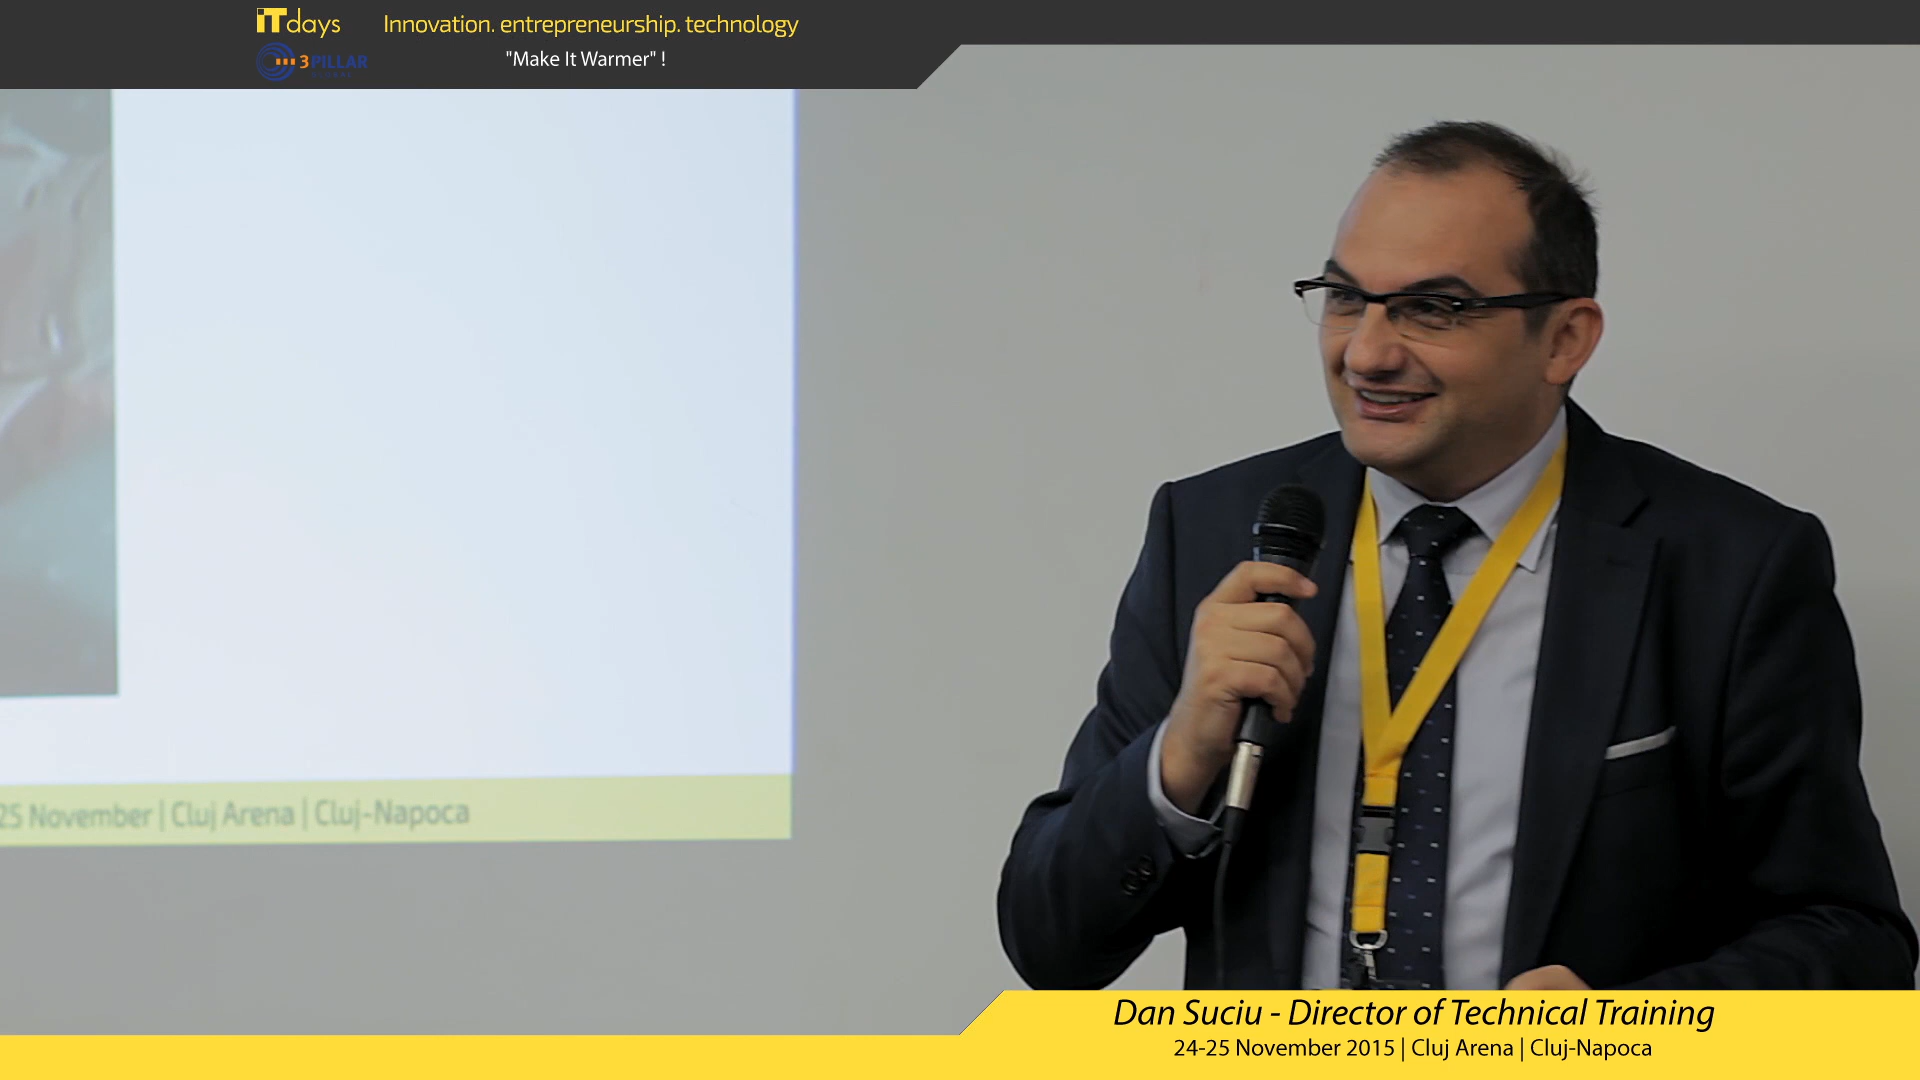 iTdays
Innovation. entrepreneurship. technology
3PILLAR
GLOBAL
"Make It Warmer" !
25 November | Cluj Arena | Cluj-Napoca
Dan Suciu - Director of Technical Training
24-25 November 2015 | Cluj Arena | Cluj-Napoca